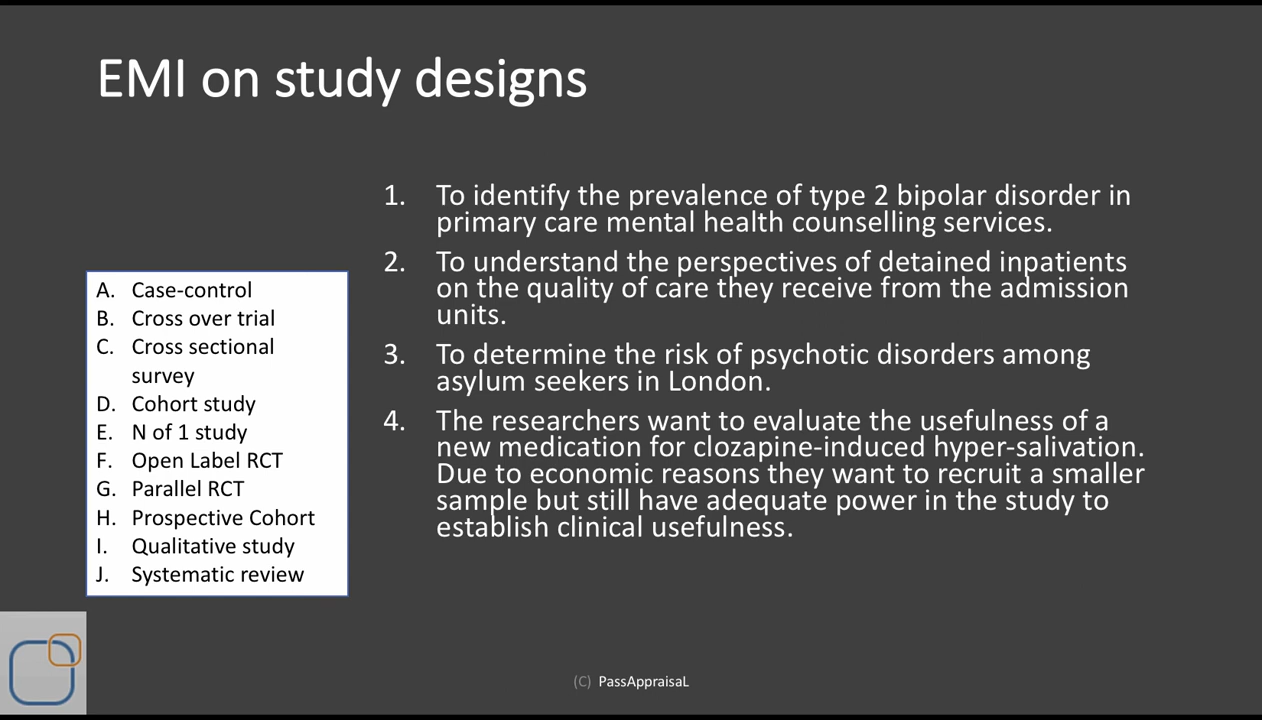 EMI on study designs
1. To identify the prevalence of type 2 bipolar disorder in
primary care mental health counselling services.
2. To understand the perspectives of detained inpatients
on the quality of care they receive from the admission
units.
3. To determine the risk of psychotic disorders among
asylum seekers in London.
4. The researchers want to evaluate the usefulness of a
new medication for clozapine-induced hyper-salivation.
Due to economic reasons they want to recruit a smaller
sample but still have adequate power in the study to
establish clinical usefulness.
A. Case-control
B. Cross over trial
C. Cross sectional
survey
D. Cohort study
E. N of 1 study
F. Open Label RCT
G. Parallel RCT
H. Prospective Cohort
I. Qualitative study
J. Systematic review
(C) PassAppraisaL